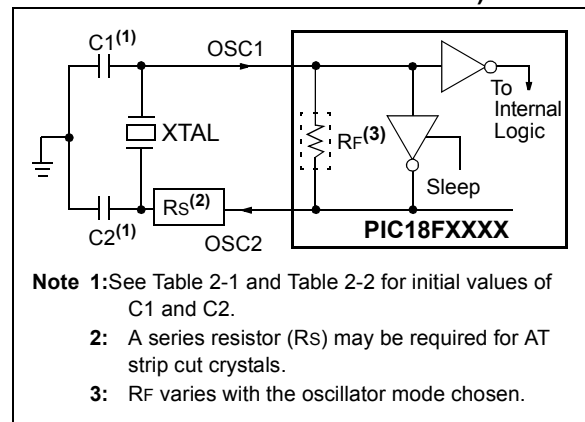 C1(1)
OSC1
To
Internal
Logic
XTAL
RF(3)
Sleep
RS(2)
C2(1)
OSC2
PIC18FXXXX
Note 1:See Table 2-1 and Table 2-2 for initial values of
C1 and C2.
2: A series resistor (RS) may be required for AT
strip cut crystals.
3: RF varies with the oscillator mode chosen.